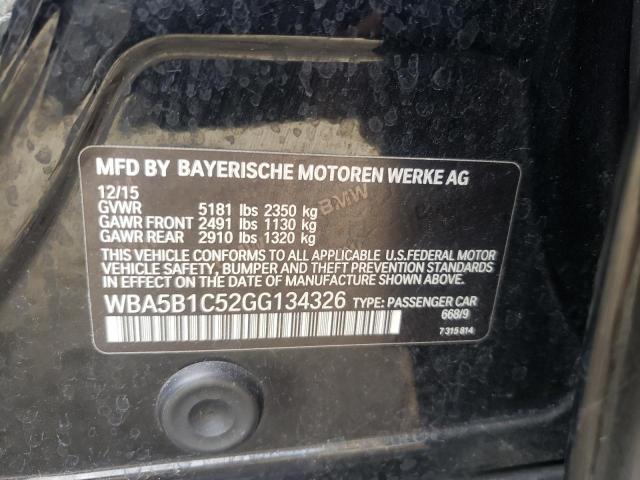 MFD BY BAYERISCHE MOTOREN WERKE AG
12/15
GVWR 5181 lbs 2350 kg
GAWR FRONT 2491 lbs 1130 kg
GAWR REAR 2910 lbs 1320 kg
BMW
THIS VEHICLE CONFORMS TO ALL APPLICABLE U.S.FEDERAL MOTOR
VEHICLE SAFETY, BUMPER AND THEFT PREVENTION STANDARDS
IN EFFECT ON THE DATE OF MANUFACTURE SHOWN ABOVE.
WBA5B1C52GG134326 TYPE: PASSENGER CAR
668/9
7 315 814